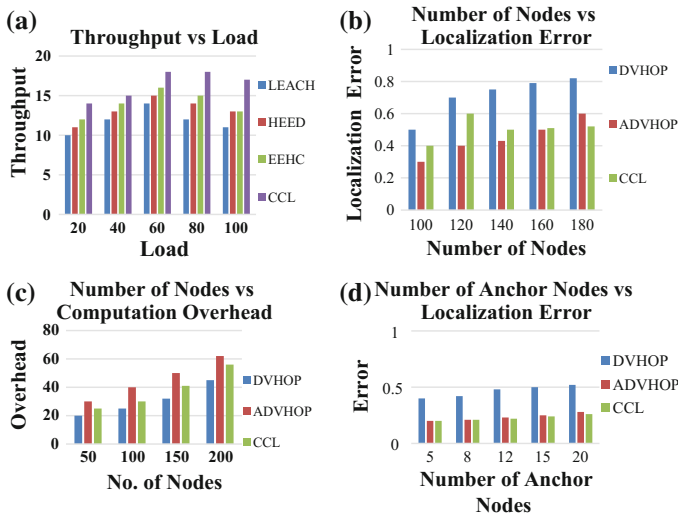 (a)
Throughput vs Load
Throughput
20
15
10
5
0
20 40 60 80 100
Load
LEACH
HEED
EEHC
CCL
(b)
Number of Nodes vs
Localization Error
Localization Error
1
0.8
0.6
0.4
0.2
0
100 120 140 160 180
Number of Nodes
DVHOP
ADVHOP
CCL
(c)
Number of Nodes vs
Computation Overhead
Overhead
80
60
40
20
0
50 100 150 200
No. of Nodes
DVHOP
ADVHOP
CCL
(d)
Number of Anchor Nodes vs
Localization Error
Error
1
0.5
0
5 8 12 15 20
Number of Anchor
Nodes
DVHOP
ADVHOP
CCL